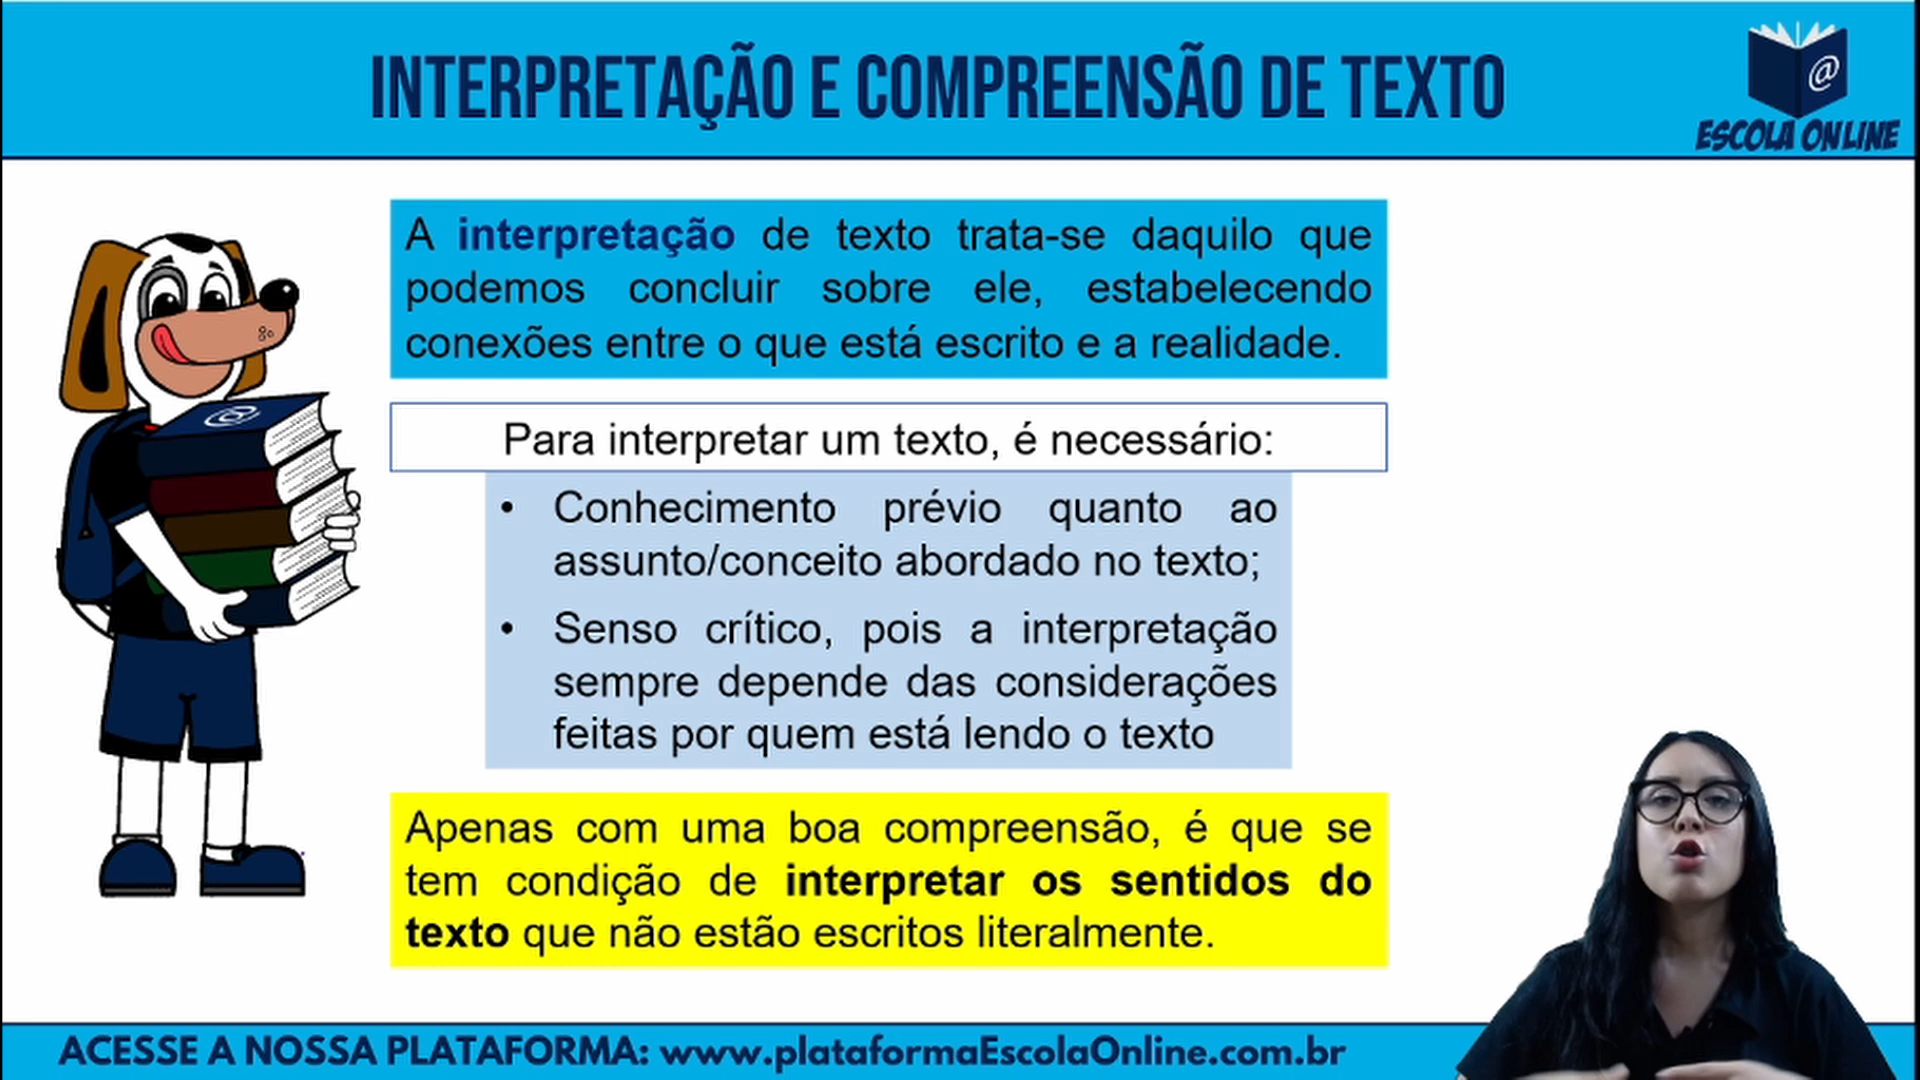 INTERPRETAÇÃO E COMPREENSÃO DE TEXTO
@
ESCOLA ONLINE
A interpretação de texto trata-se daquilo que
podemos concluir sobre ele, estabelecendo
conexões entre o que está escrito e a realidade.
@
Para interpretar um texto, é necessário:
• Conhecimento prévio quanto ao
assunto/conceito abordado no texto;
• Senso crítico, pois a interpretação
sempre depende das considerações
feitas por quem está lendo o texto
Apenas com uma boa compreensão, é que se
tem condição de interpretar os sentidos do
texto que não estão escritos literalmente.
ACESSE A NOSSA PLATAFORMA: www.plataformaEscolaOnline.com.br